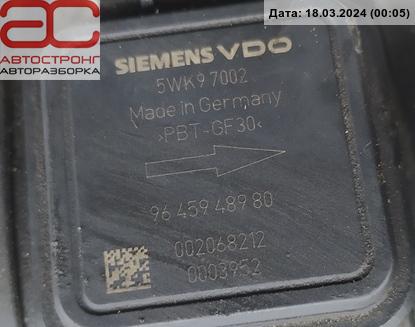 Дата: 18.03.2024 (00:05)
АС
АВТОСТРОНГ
АВТОРАЗБОРКА
SIEMENS VDO
5WK9 7002
Made in Germany
>PBT-GF30<
96 459 489 80
002068212
0003952